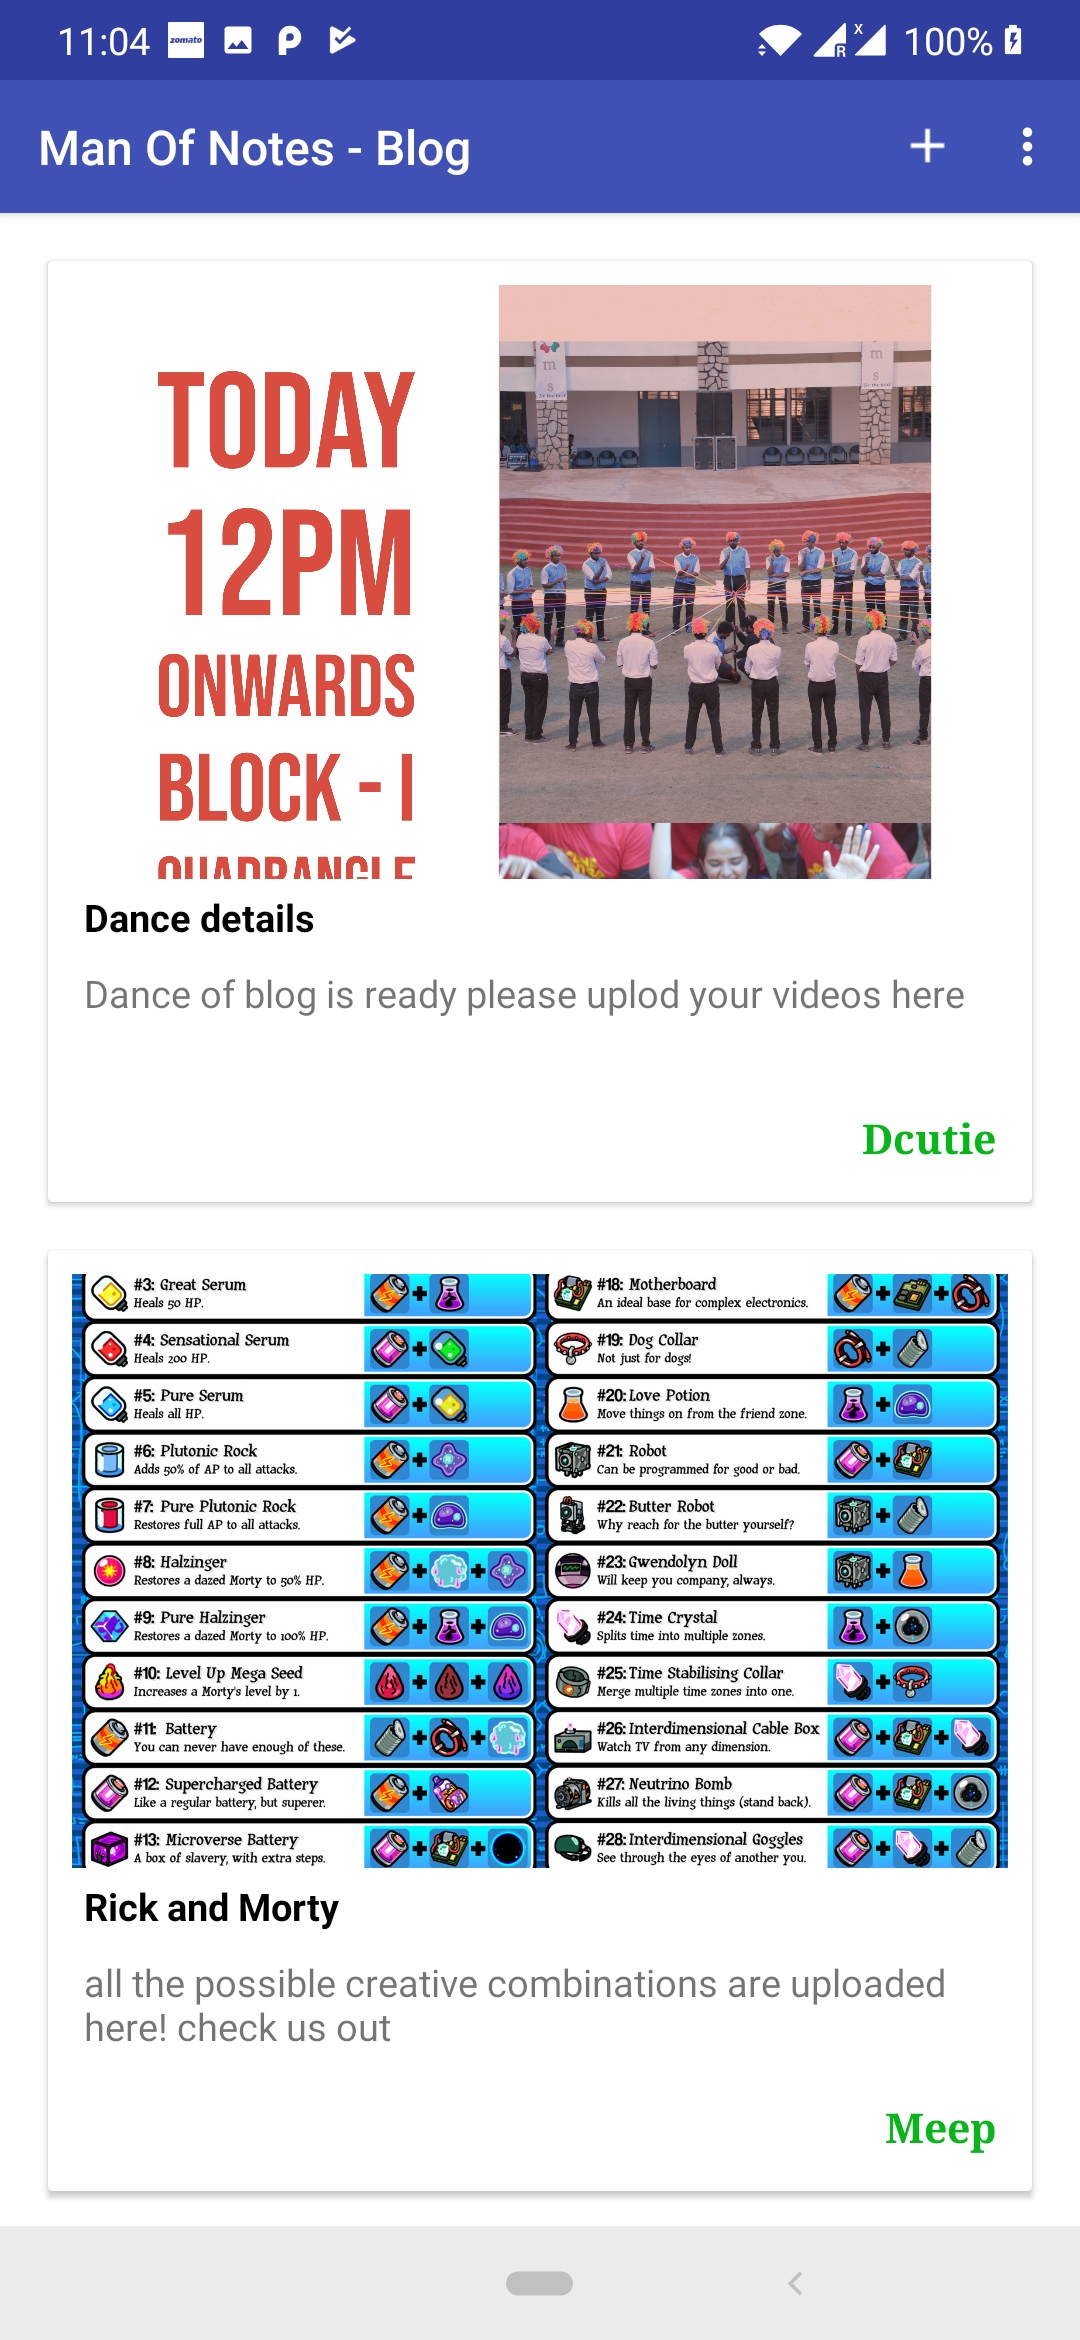 11:04
zomato
R
X
100%
Man Of Notes - Blog
TODAY
12PM
ONWARDS
BLOCK - I
QUADRANGLE
m
s
m
s
Dance details
Dance of blog is ready please uplod your videos here
Dcutie
#3: Great Serum
Heals 50 HP.
#4: Sensational Serum
Heals 200 HP.
#5: Pure Serum
Heals all HP.
#6: Plutonic Rock
Adds 50% of AP to all attacks.
#7: Pure Plutonic Rock
Restores full AP to all attacks.
#8: Halzinger
Restores a dazed Morty to 50% HP.
#9: Pure Halzinger
Restores a dazed Morty to 100% HP.
#10: Level Up Mega Seed
Increases a Morty's level by 1.
#11: Battery
You can never have enough of these.
#12: Supercharged Battery
Like a regular battery, but superer.
#13: Microverse Battery
A box of slavery, with extra steps.
#18: Motherboard
An ideal base for complex electronics.
#19: Dog Collar
Not just for dogs!
#20: Love Potion
Move things on from the friend zone.
#21: Robot
Can be programmed for good or bad.
#22: Butter Robot
Why reach for the butter yourself?
#23: Gwendolyn Doll
Will keep you company, always.
#24: Time Crystal
Splits time into multiple zones.
#25: Time Stabilising Collar
Merge multiple time zones into one.
#26: Interdimensional Cable Box
Watch TV from any dimension.
#27: Neutrino Bomb
Kills all the living things (stand back).
#28: Interdimensional Goggles
See through the eyes of another you.
Rick and Morty
all the possible creative combinations are uploaded
here! check us out
Meep